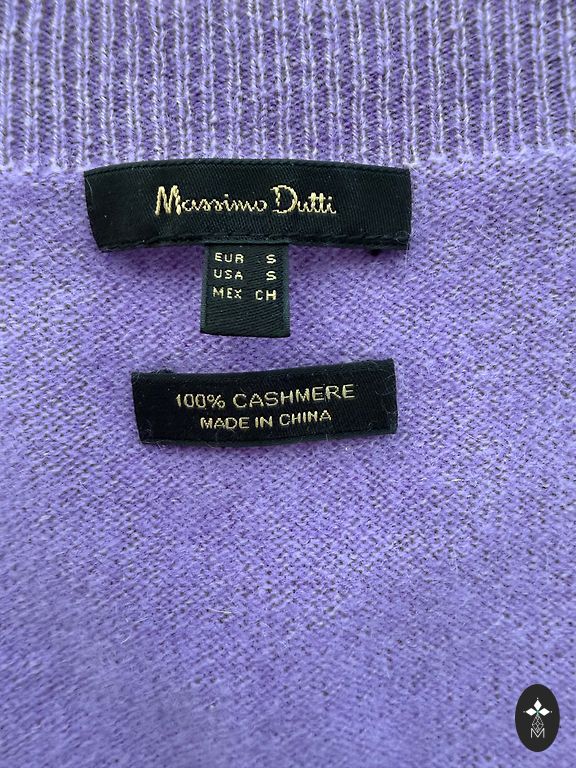 Massimo Dutti
EUR S
USA S
MEX CH
100% CASHMERE
MADE IN CHINA
M